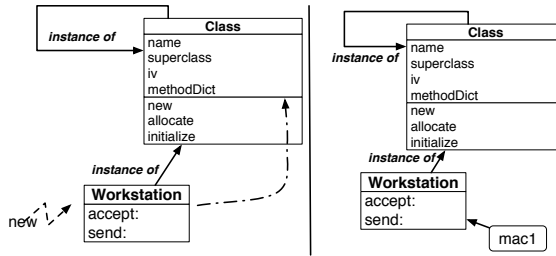 Class
instance of
name
superclass
iv
methodDict
new
allocate
initialize
instance of
Workstation
accept:
send:
new
Class
instance of
name
superclass
iv
methodDict
new
allocate
initialize
instance of
Workstation
accept:
send:
mac1